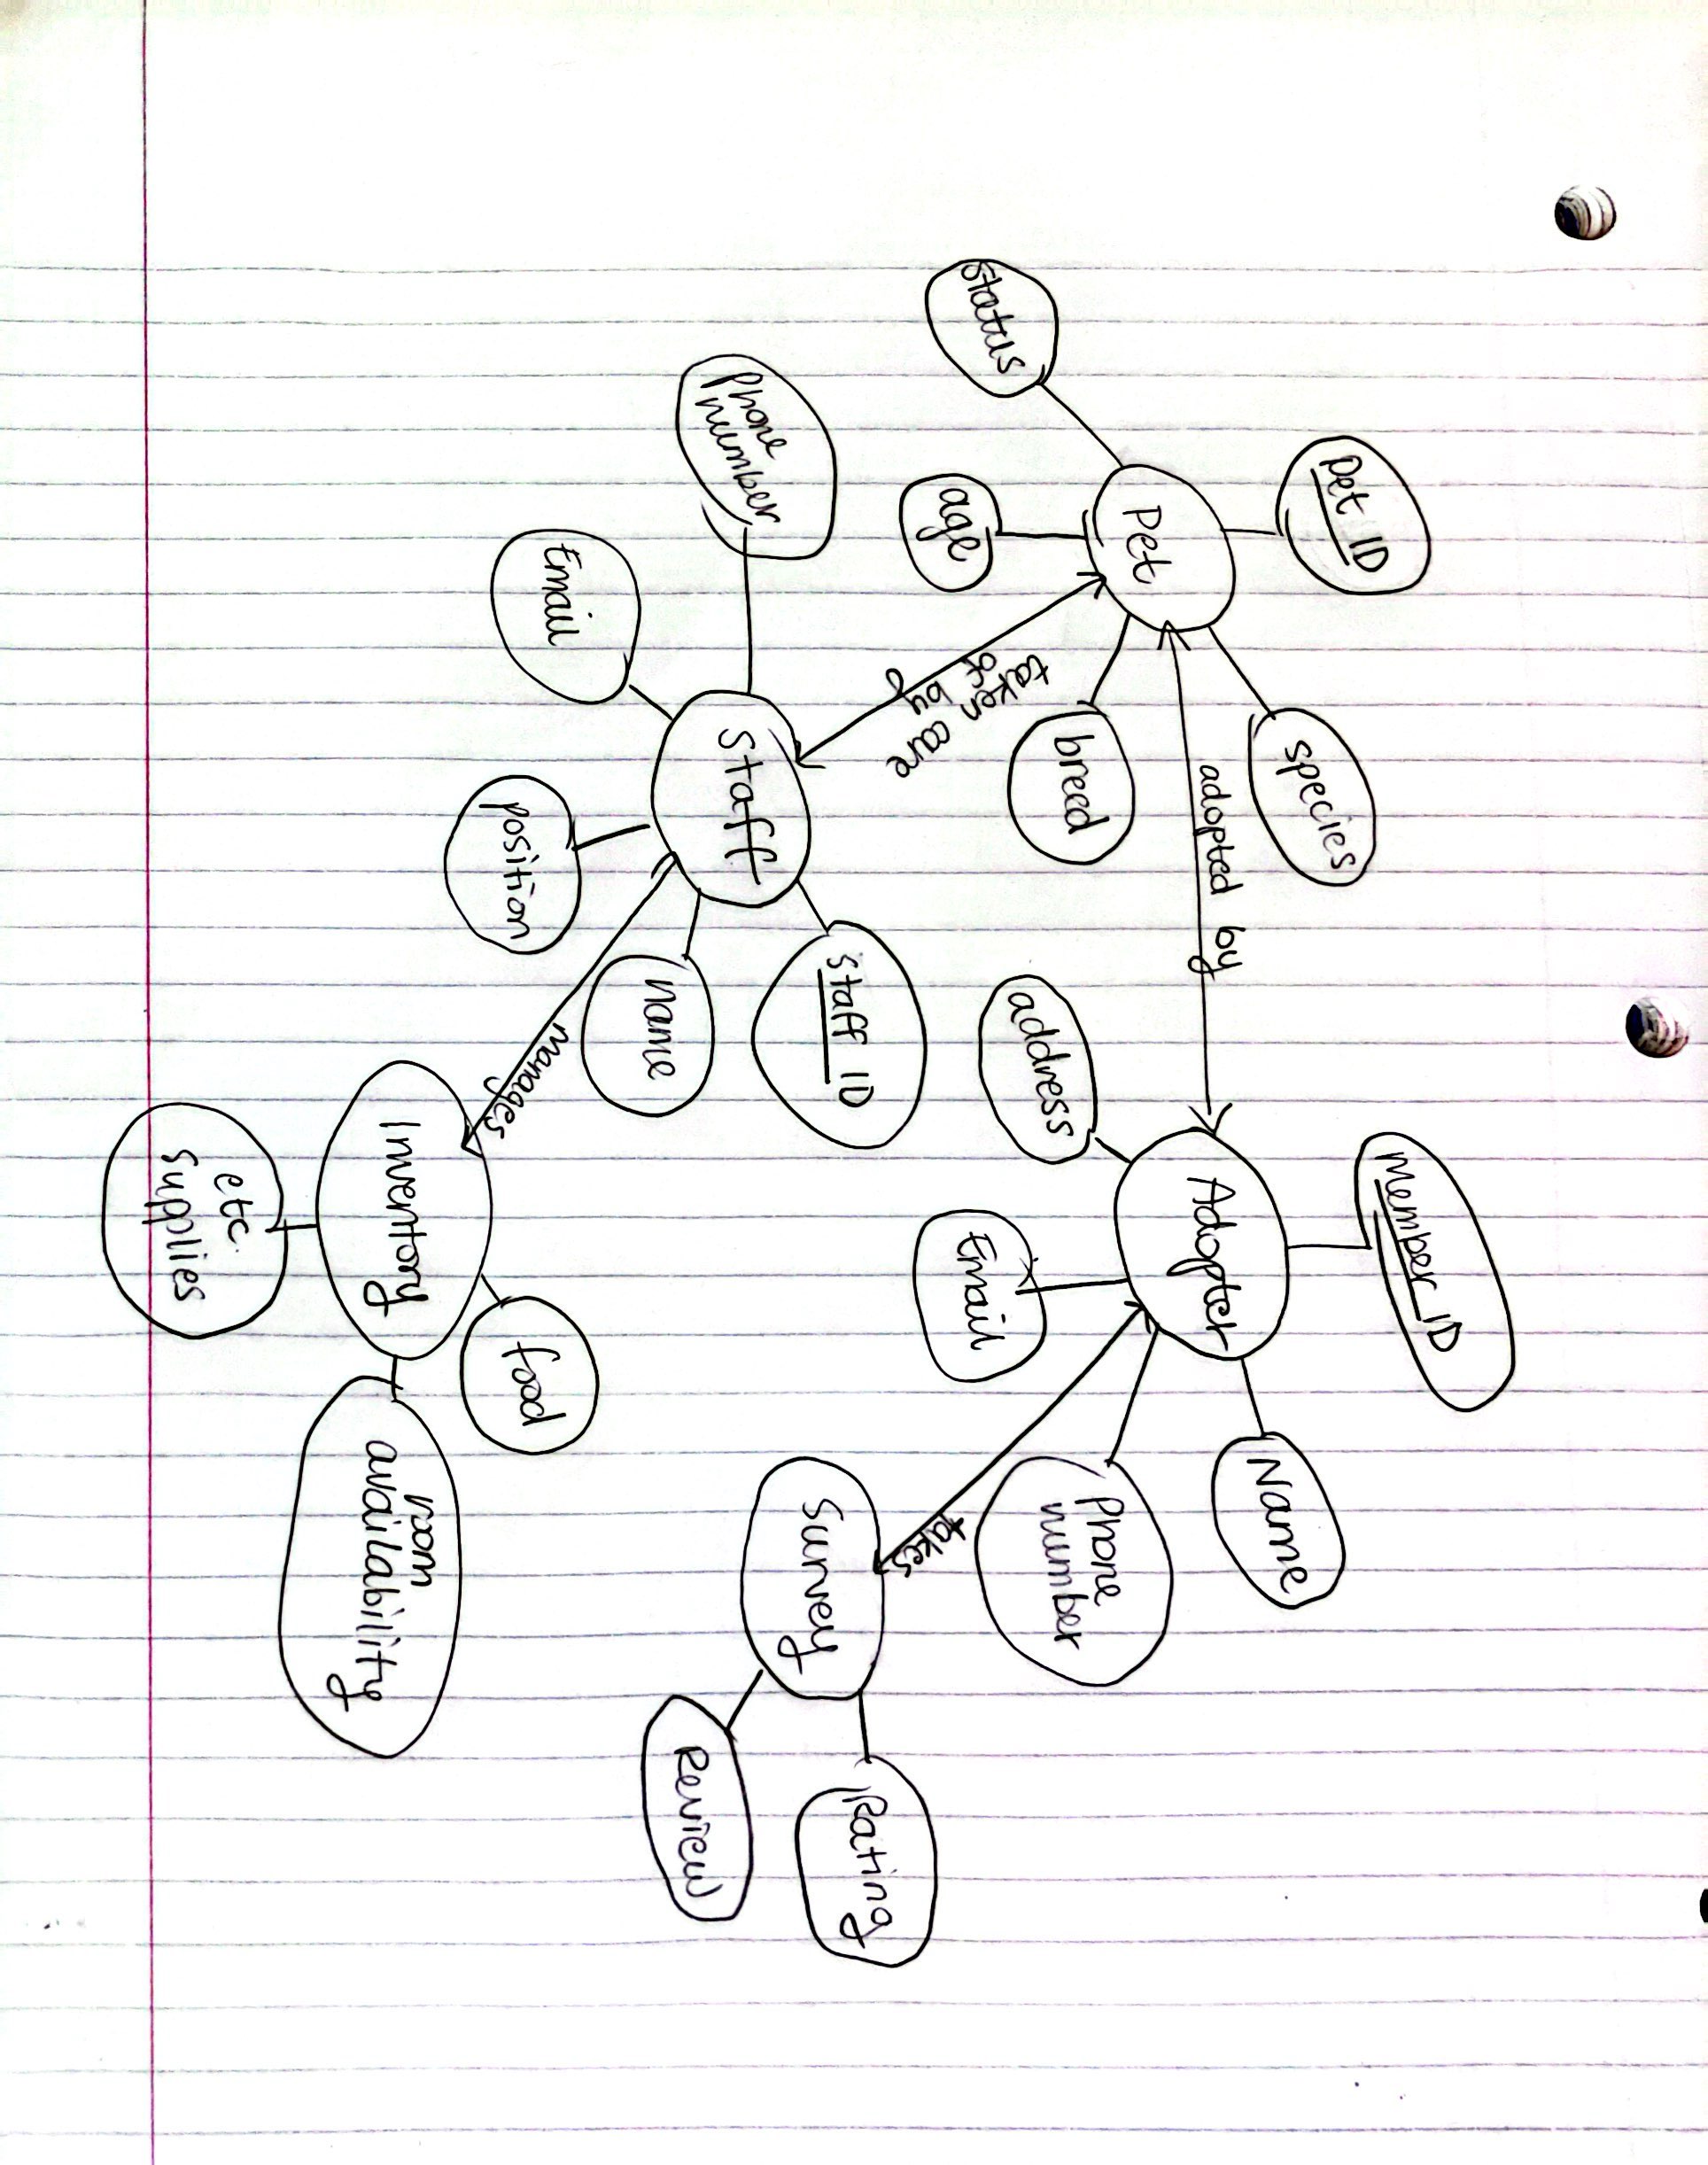 Member ID
Pet ID
species
Name
adopted by
Adopter
Pet
Phone
number
breed
address
status
age
Email
taken care
of by
takes
Rating
Staff ID
Survey
Phone
number
Staff
name
Review
Email
position
manages
food
Inventory
room
availability
etc.
supplies